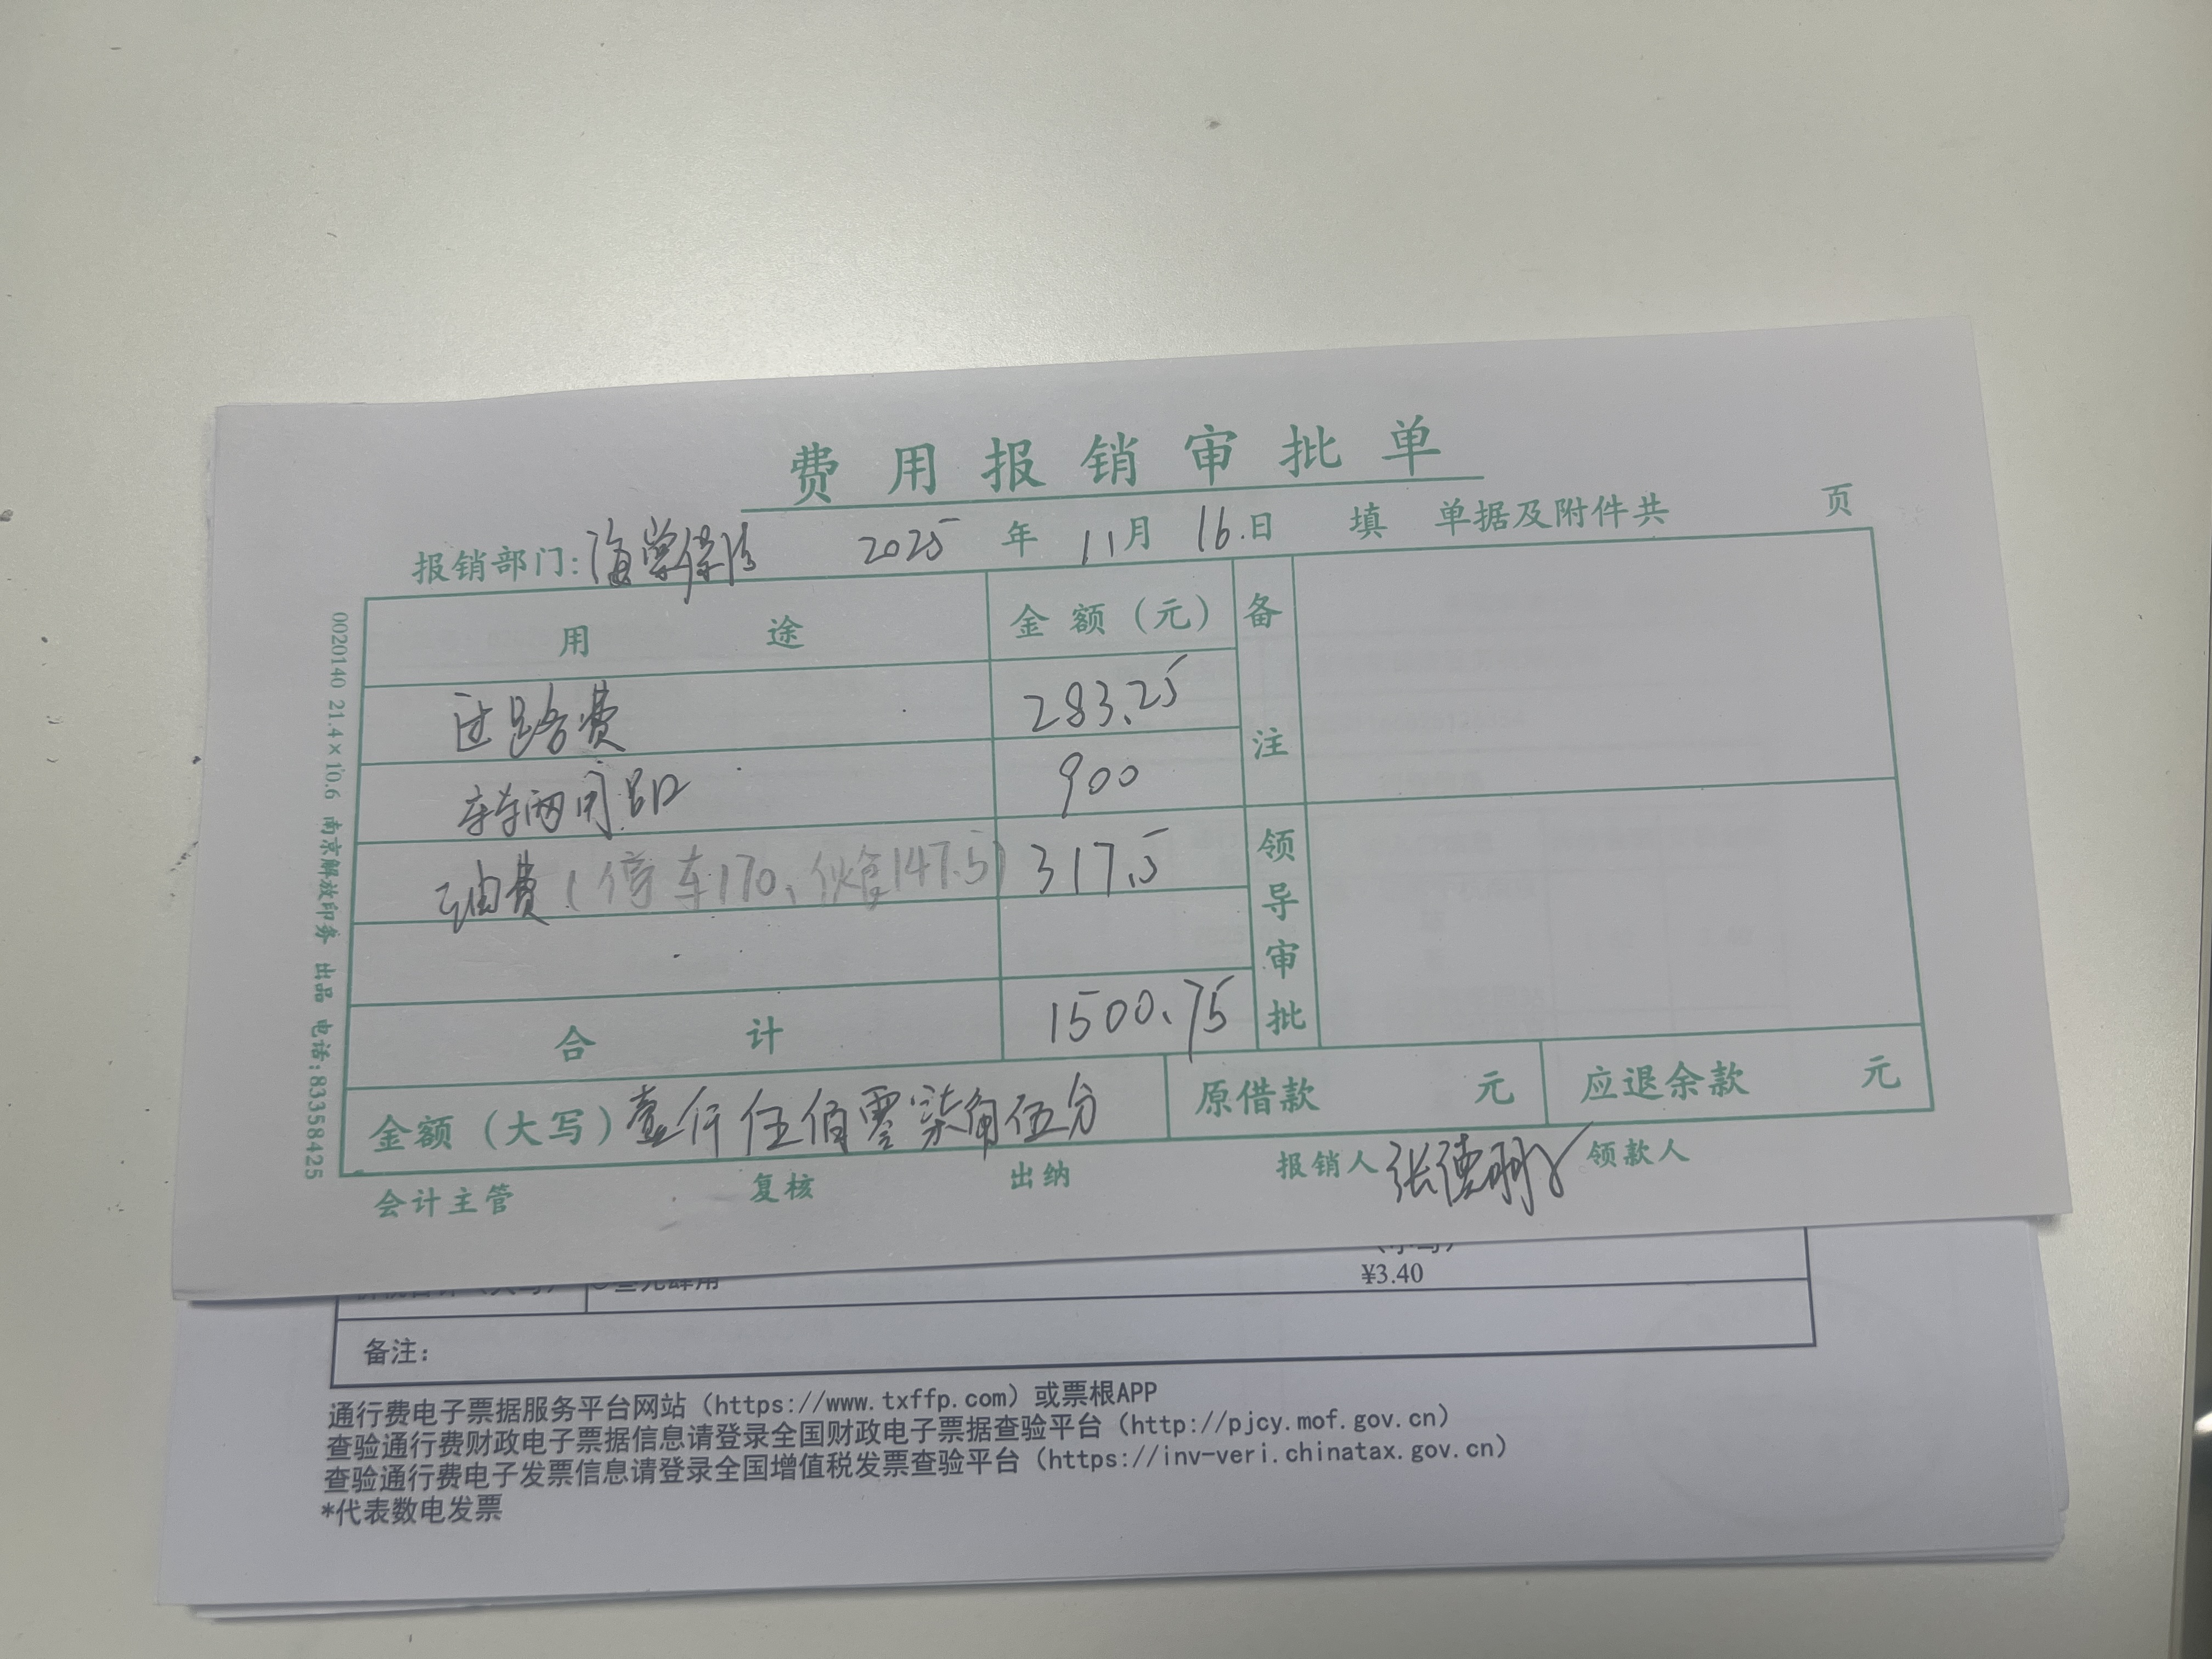 费用报销审批单
报销部门: 海棠 2025 年 11月 16.日 填 单据及附件共 页
用途 金额(元) 备注
过路费 283.25
车辆两用 900
油费(停车170、伙食147.5) 317.5 领导审批
合计 1500.75
金额(大写)壹仟伍佰零柒角伍分 原借款 元 应退余款 元
会计主管 复核 出纳 报销人 张德 领款人
0020140 21.4×10.6 南京解放印务 出品 电话:83358425
¥3.40
备注:
通行费电子票据服务平台网站(https://www.txffp.com)或票根APP
查验通行费财政电子票据信息请登录全国财政电子票据查验平台(http://pjcy.mof.gov.cn)
查验通行费电子发票信息请登录全国增值税发票查验平台(https://inv-veri.chinatax.gov.cn)
*代表数电发票